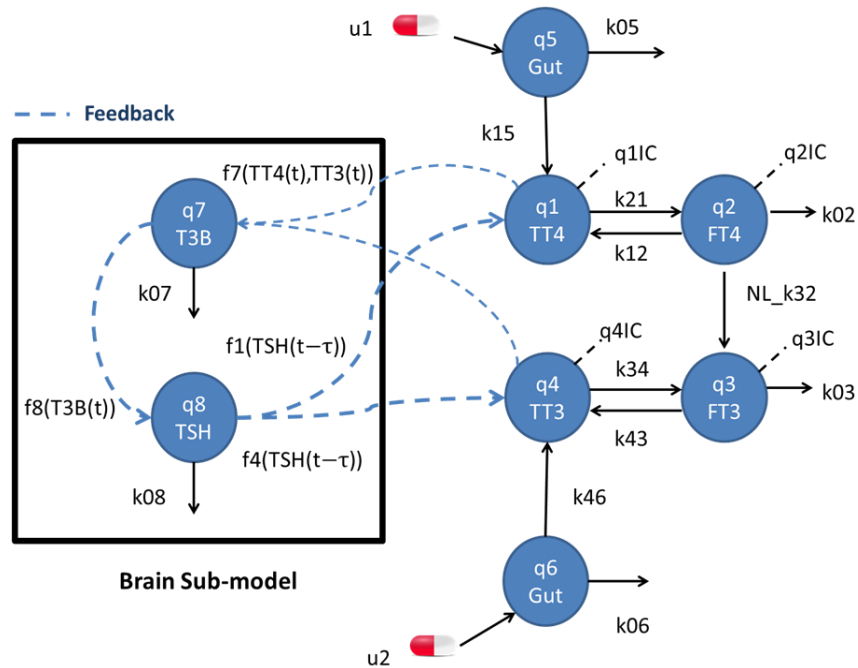 u1
q5
Gut
k05
Feedback
k15
q1IC
q2IC
f7(TT4(t),TT3(t))
q7
T3B
q1
TT4
k21
k12
q2
FT4
k02
k07
NL_k32
f1(TSH(t−τ))
q4IC
q3IC
q8
TSH
f8(T3B(t))
q4
TT3
k34
k43
q3
FT3
k03
f4(TSH(t−τ))
k08
k46
Brain Sub-model
q6
Gut
k06
u2